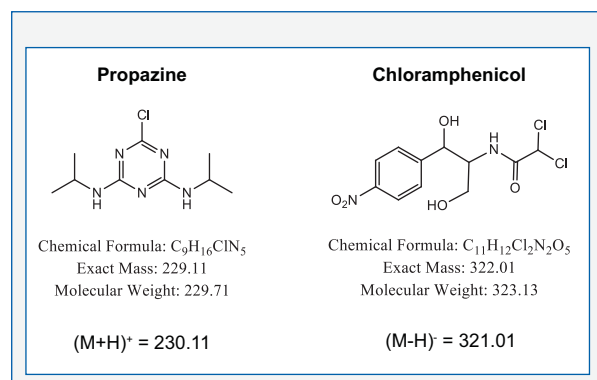 Propazine
Cl
N
N
N
N
H
N
H
Chemical Formula: C₉H₁₆ClN₅
Exact Mass: 229.11
Molecular Weight: 229.71
(M+H)⁺ = 230.11
Chloramphenicol
OH
H
N
Cl
Cl
O
O₂N
HO
Chemical Formula: C₁₁H₁₂Cl₂N₂O₅
Exact Mass: 322.01
Molecular Weight: 323.13
(M-H)⁻ = 321.01